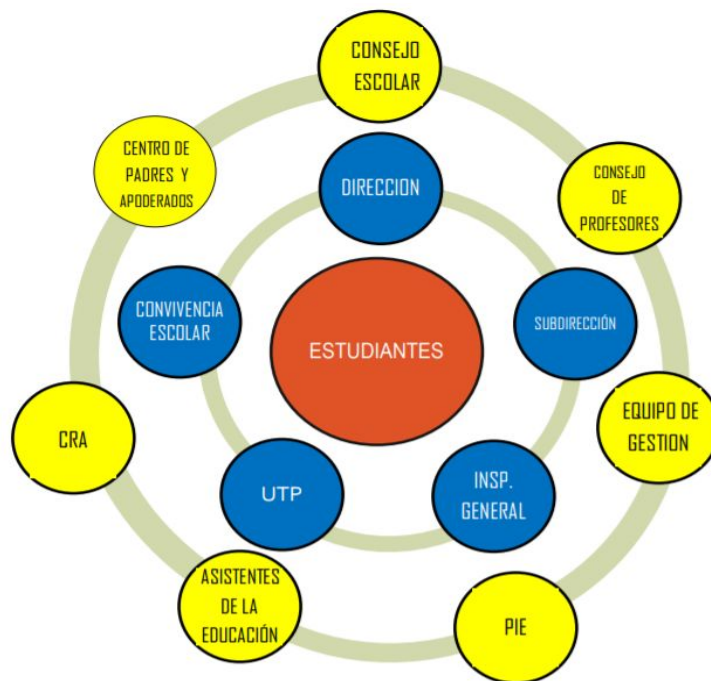 CONSEJO
ESCOLAR
CENTRO DE
PADRES Y
APODERADOS
DIRECCION
CONSEJO
DE
PROFESORES
CONVIVENCIA
ESCOLAR
ESTUDIANTES
SUBDIRECCIÓN
CRA
EQUIPO DE
GESTION
UTP
INSP.
GENERAL
ASISTENTES
DE LA
EDUCACIÓN
PIE